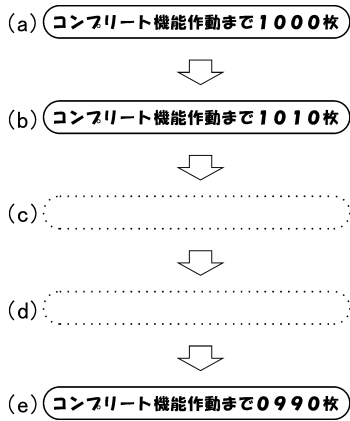 (a) コンプリート機能作動まで1000枚
(b) コンプリート機能作動まで1010枚
(c)
(d)
(e) コンプリート機能作動まで0990枚